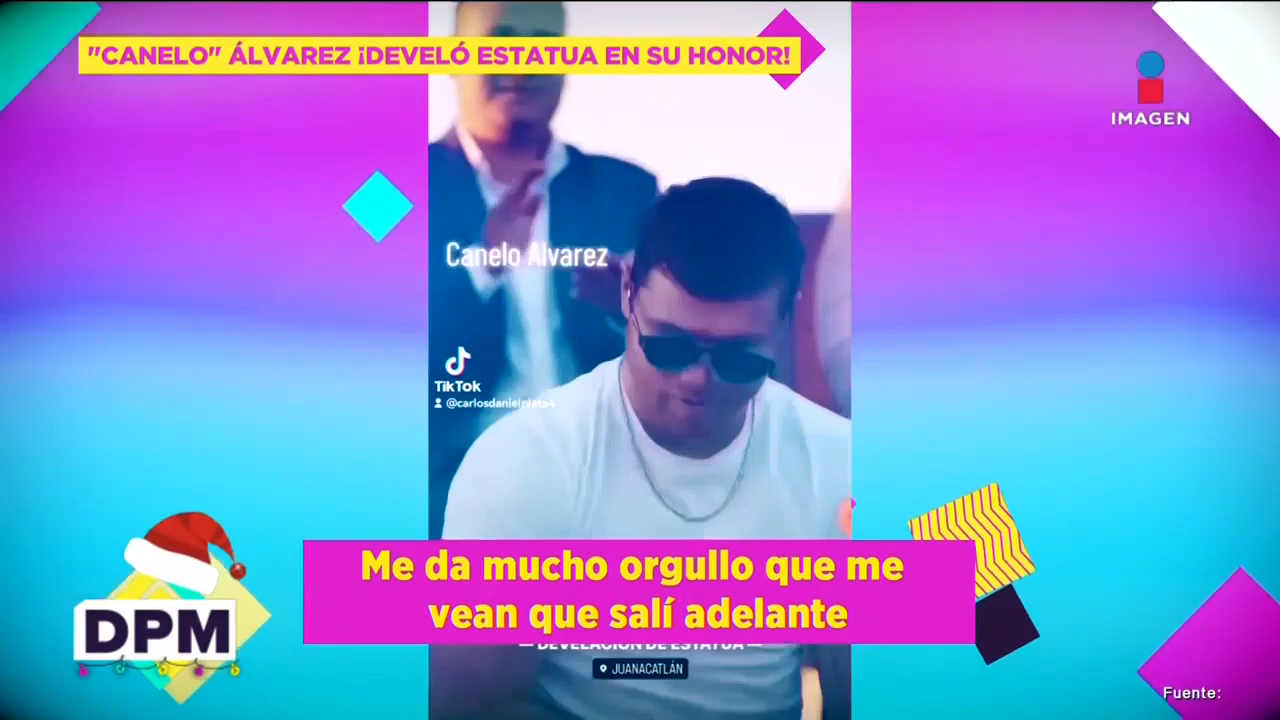 "CANELO" ÁLVAREZ ¡DEVELÓ ESTATUA EN SU HONOR!
IMAGEN
Canelo Alvarez
TikTok
@carlosdanielplata4
Me da mucho orgullo que me
vean que salí adelante
— DEVELACIÓN DE ESTATUA —
JUANACATLÁN
DPM
Fuente: